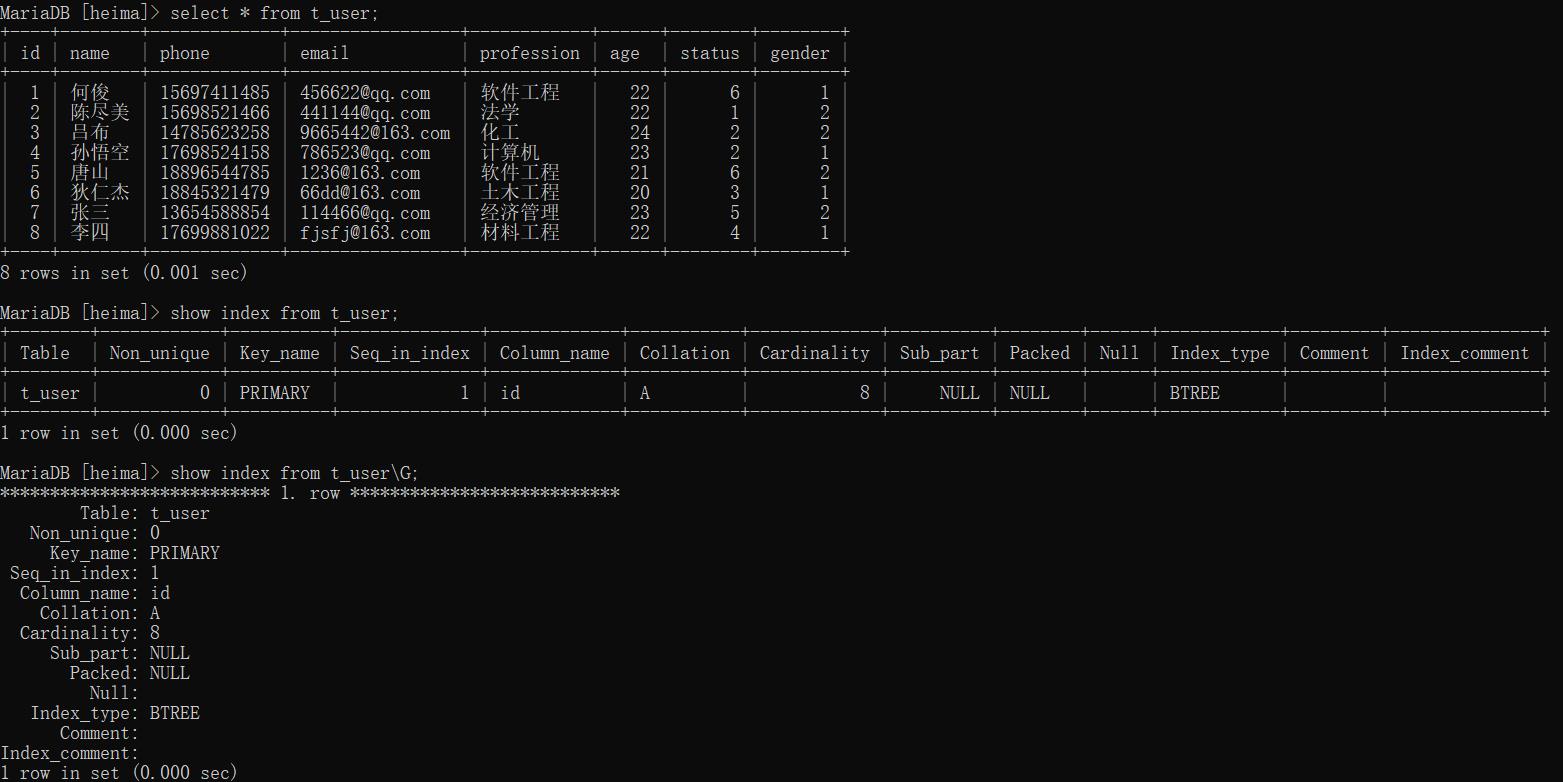 MariaDB [heima]> select * from t_user;
+----+--------+-------------+-----------------+------------+-----+--------+--------+
| id | name   | phone       | email           | profession | age | status | gender |
+----+--------+-------------+-----------------+------------+-----+--------+--------+
| 1 | 何俊 | 15697411485 | 456622@qq.com | 软件工程 | 22 | 6 | 1 |
| 2 | 陈尽美 | 15698521466 | 441144@qq.com | 法学 | 22 | 1 | 2 |
| 3 | 吕布 | 14785623258 | 9665442@163.com | 化工 | 24 | 2 | 2 |
| 4 | 孙悟空 | 17698524158 | 786523@qq.com | 计算机 | 23 | 2 | 1 |
| 5 | 唐山 | 18896544785 | 1236@163.com | 软件工程 | 21 | 6 | 2 |
| 6 | 狄仁杰 | 18845321479 | 66dd@163.com | 土木工程 | 20 | 3 | 1 |
| 7 | 张三 | 13654588854 | 114466@qq.com | 经济管理 | 23 | 5 | 2 |
| 8 | 李四 | 17699881022 | fjsfj@163.com | 材料工程 | 22 | 4 | 1 |
+----+--------+-------------+-----------------+------------+-----+--------+--------+
8 rows in set (0.001 sec)
MariaDB [heima]> show index from t_user;
+--------+------------+----------+--------------+-------------+-----------+-------------+----------+--------+------+------------+---------+---------------+
| Table | Non_unique | Key_name | Seq_in_index | Column_name | Collation | Cardinality | Sub_part | Packed | Null | Index_type | Comment | Index_comment |
+--------+------------+----------+--------------+-------------+-----------+-------------+----------+--------+------+------------+---------+---------------+
| t_user | 0 | PRIMARY | 1 | id | A | 8 | NULL | NULL | | BTREE | | |
+--------+------------+----------+--------------+-------------+-----------+-------------+----------+--------+------+------------+---------+---------------+
1 row in set (0.000 sec)
MariaDB [heima]> show index from t_user\G;
*************************** 1. row ***************************
Table: t_user
Non_unique: 0
Key_name: PRIMARY
Seq_in_index: 1
Column_name: id
Collation: A
Cardinality: 8
Sub_part: NULL
Packed: NULL
Null:
Index_type: BTREE
Comment:
Index_comment:
1 row in set (0.000 sec)